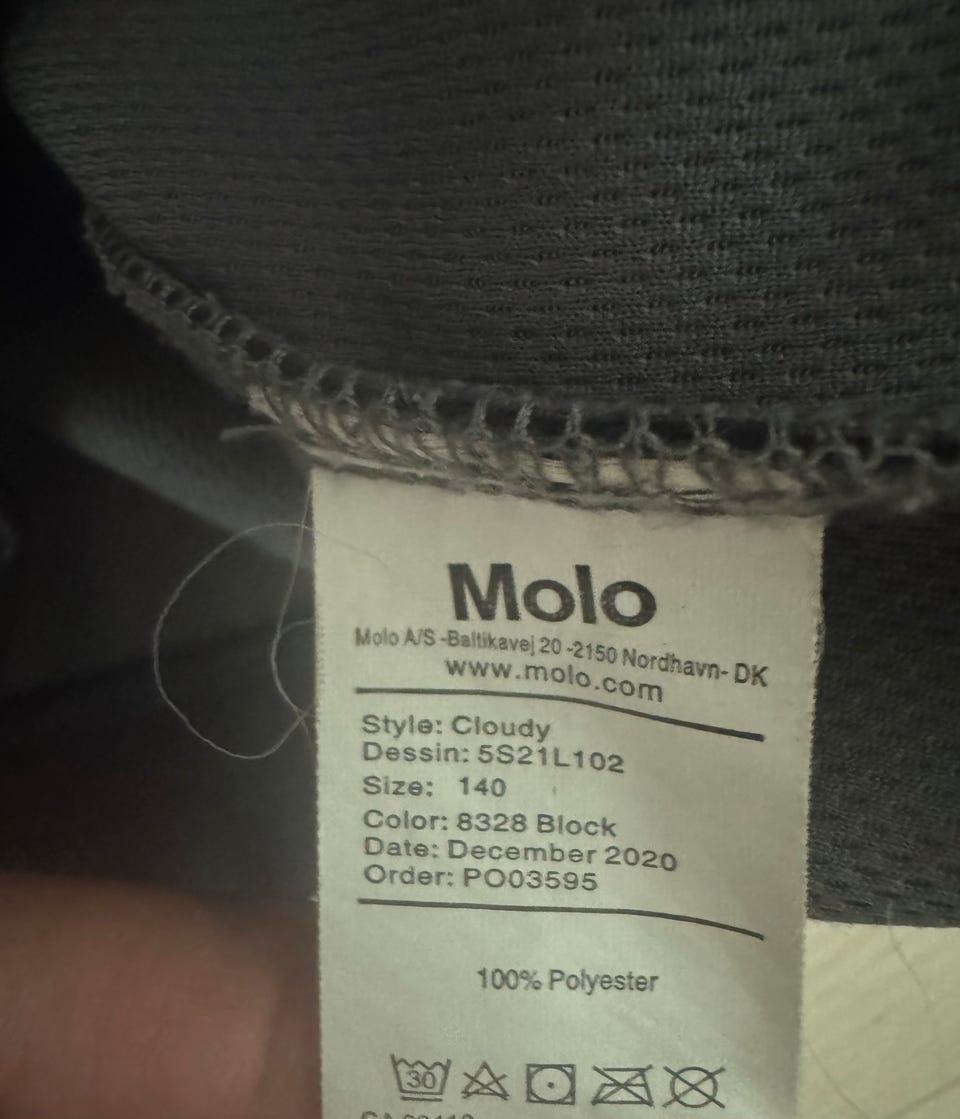 Molo
Molo A/S -Baltikavej 20 -2150 Nordhavn- DK
www.molo.com
Style: Cloudy
Dessin: 5S21L102
Size: 140
Color: 8328 Block
Date: December 2020
Order: PO03595
100% Polyester
30